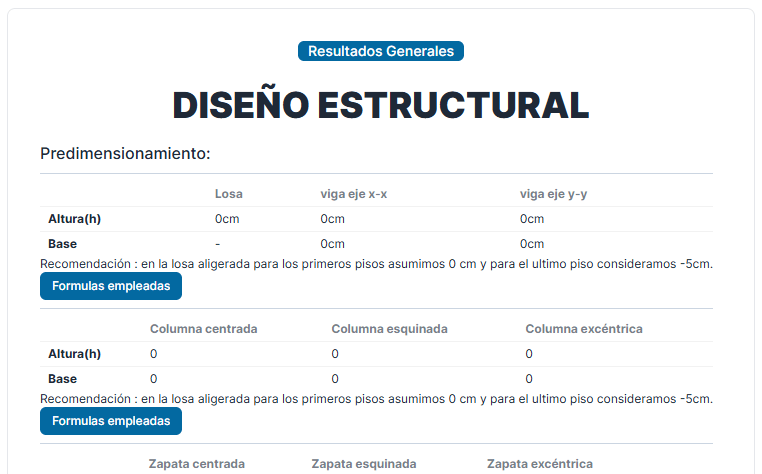 Resultados Generales
DISEÑO ESTRUCTURAL
Predimensionamiento:
Losa viga eje x-x viga eje y-y
Altura(h) 0cm 0cm 0cm
Base - 0cm 0cm
Recomendación : en la losa aligerada para los primeros pisos asumimos 0 cm y para el ultimo piso consideramos -5cm.
Formulas empleadas
Columna centrada Columna esquinada Columna excéntrica
Altura(h) 0 0 0
Base 0 0 0
Recomendación : en la losa aligerada para los primeros pisos asumimos 0 cm y para el ultimo piso consideramos -5cm.
Formulas empleadas
Zapata centrada Zapata esquinada Zapata excéntrica